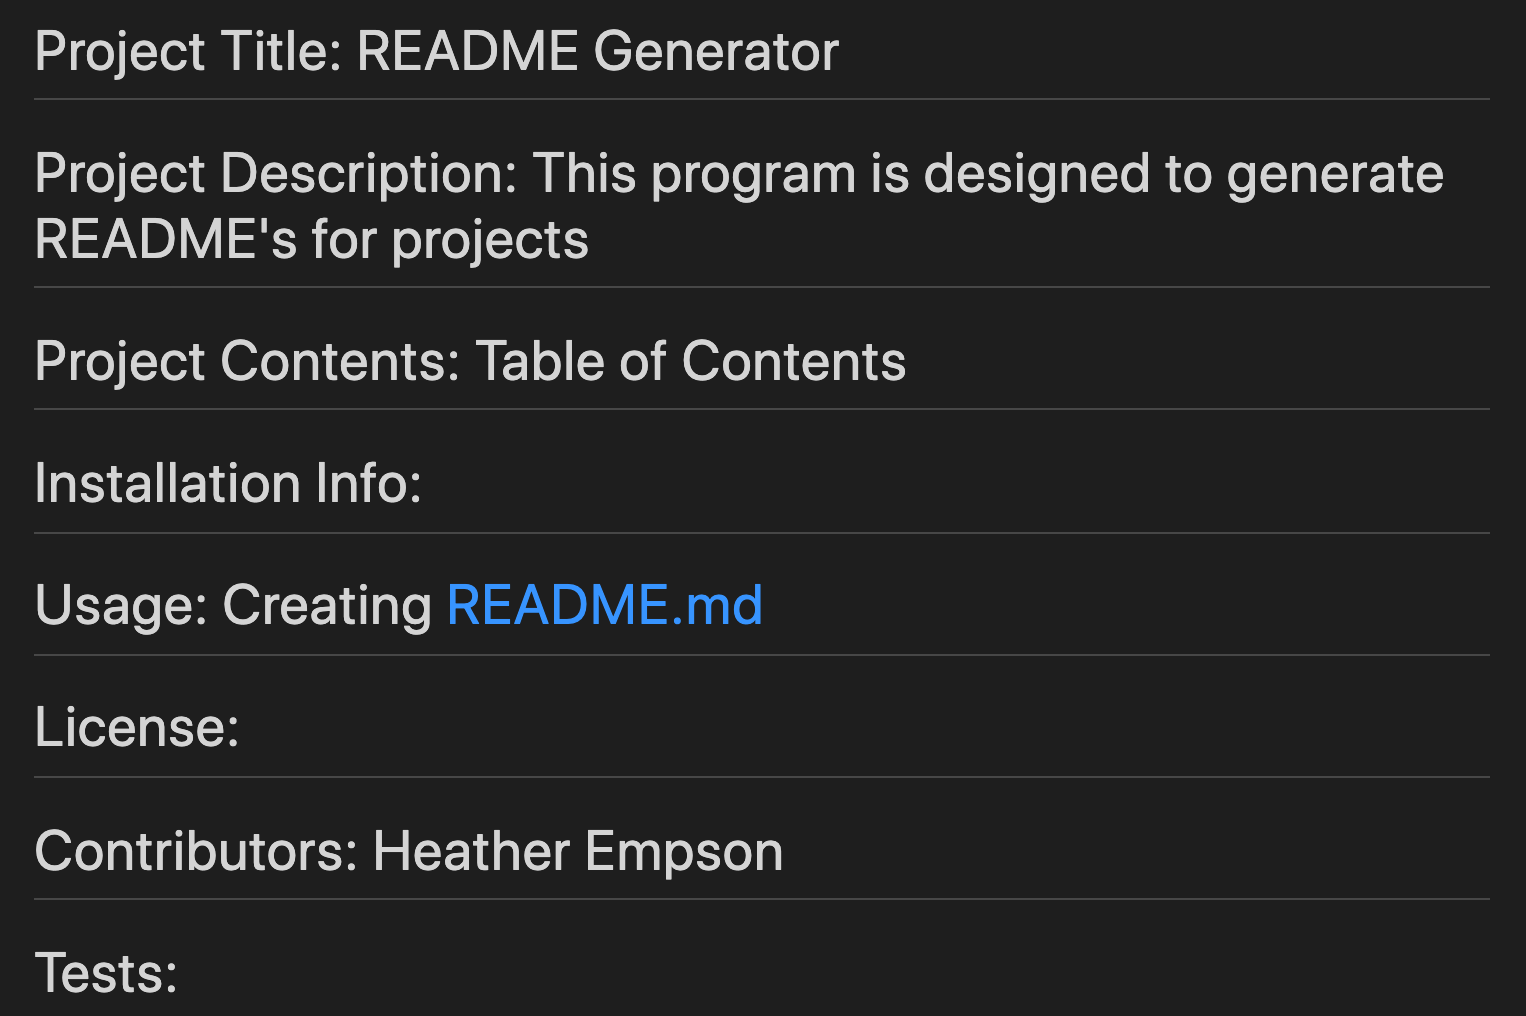 Project Title: README Generator
Project Description: This program is designed to generate
README's for projects
Project Contents: Table of Contents
Installation Info:
Usage: Creating README.md
License:
Contributors: Heather Empson
Tests: